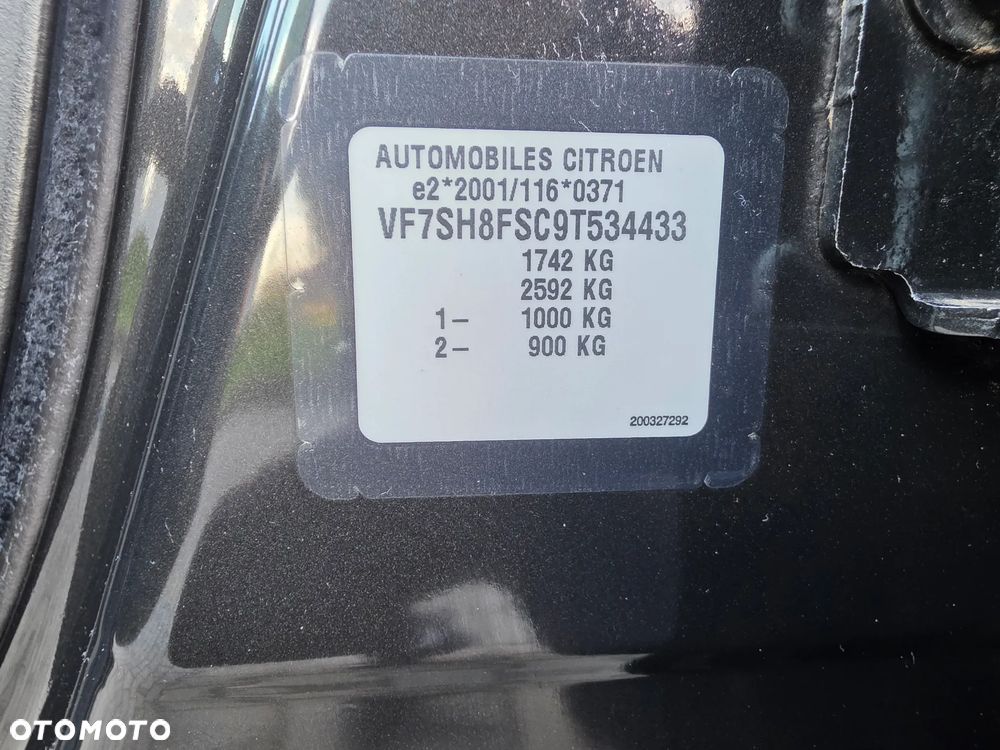 AUTOMOBILES CITROEN
e2*2001/116*0371
VF7SH8FSC9T534433
1742 KG
2592 KG
1– 1000 KG
2– 900 KG
200327292
OTOMOTO